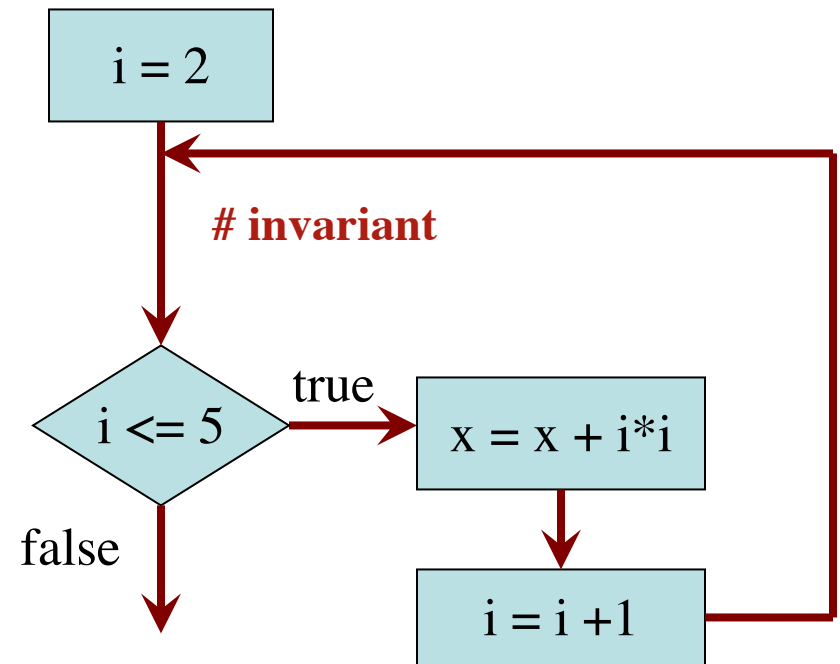 i = 2
# invariant
true
i <= 5
x = x + i*i
false
i = i +1